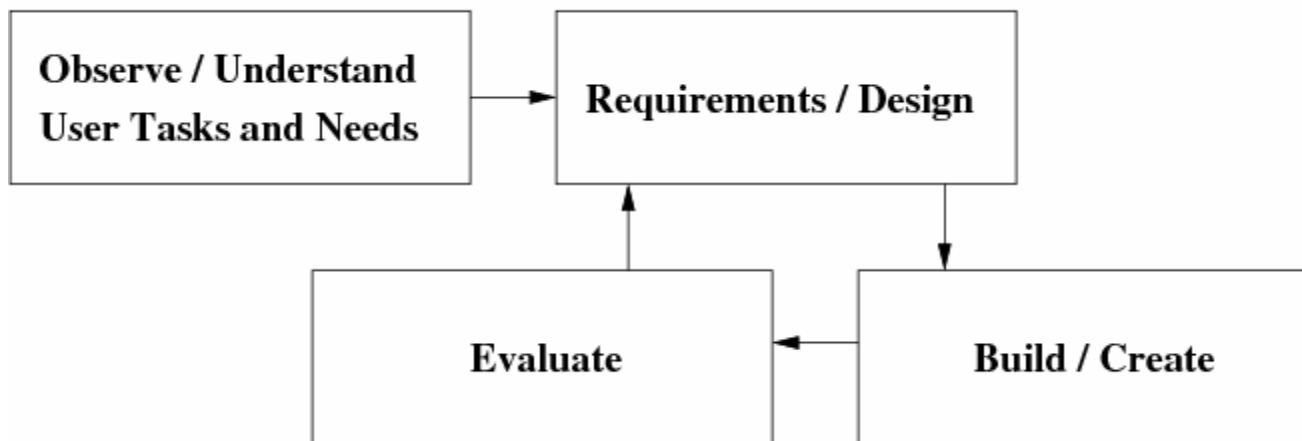 Observe / Understand
User Tasks and Needs
Requirements / Design
Evaluate
Build / Create